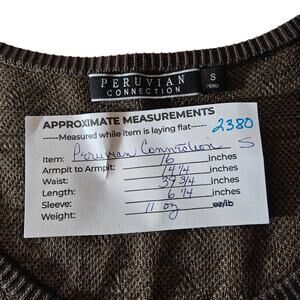 PERUVIAN
CONNECTION
S
PERU
APPROXIMATE MEASUREMENTS
-----Measured while item is laying flat-----
2380
Item: Peruvian Connection S
Armpit to Armpit: 16 inches
Waist: 14 1/4 inches
Length: 39 3/4 inches
Sleeve: 6 1/4 inches
Weight: 11 oz oz/lb